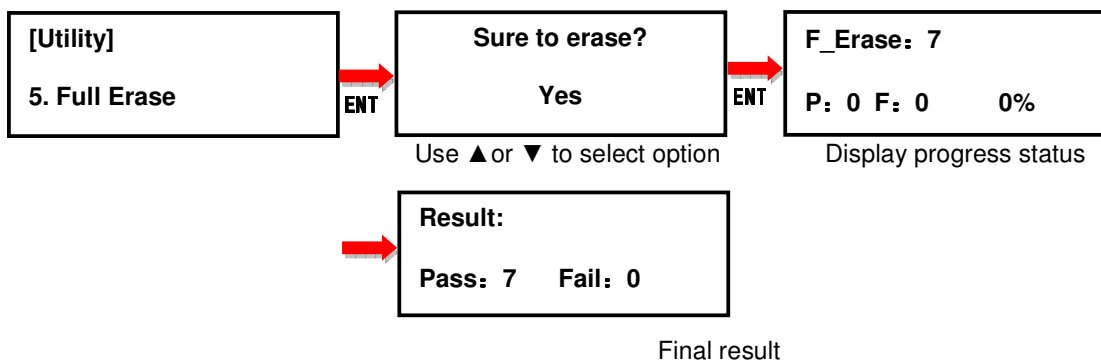 [Utility]
5. Full Erase
ENT
Sure to erase?
Yes
Use ▲or ▼ to select option
ENT
F_Erase：7
P：0 F：0 0%
Display progress status
Result:
Pass：7 Fail：0
Final result